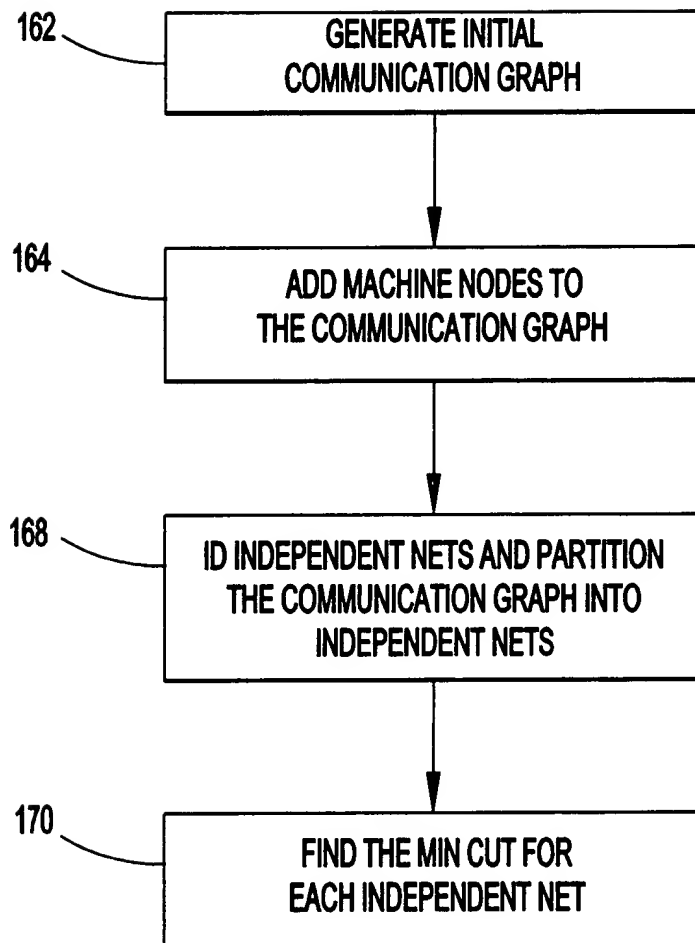 162
GENERATE INITIAL
COMMUNICATION GRAPH
164
ADD MACHINE NODES TO
THE COMMUNICATION GRAPH
168
ID INDEPENDENT NETS AND PARTITION
THE COMMUNICATION GRAPH INTO
INDEPENDENT NETS
170
FIND THE MIN CUT FOR
EACH INDEPENDENT NET